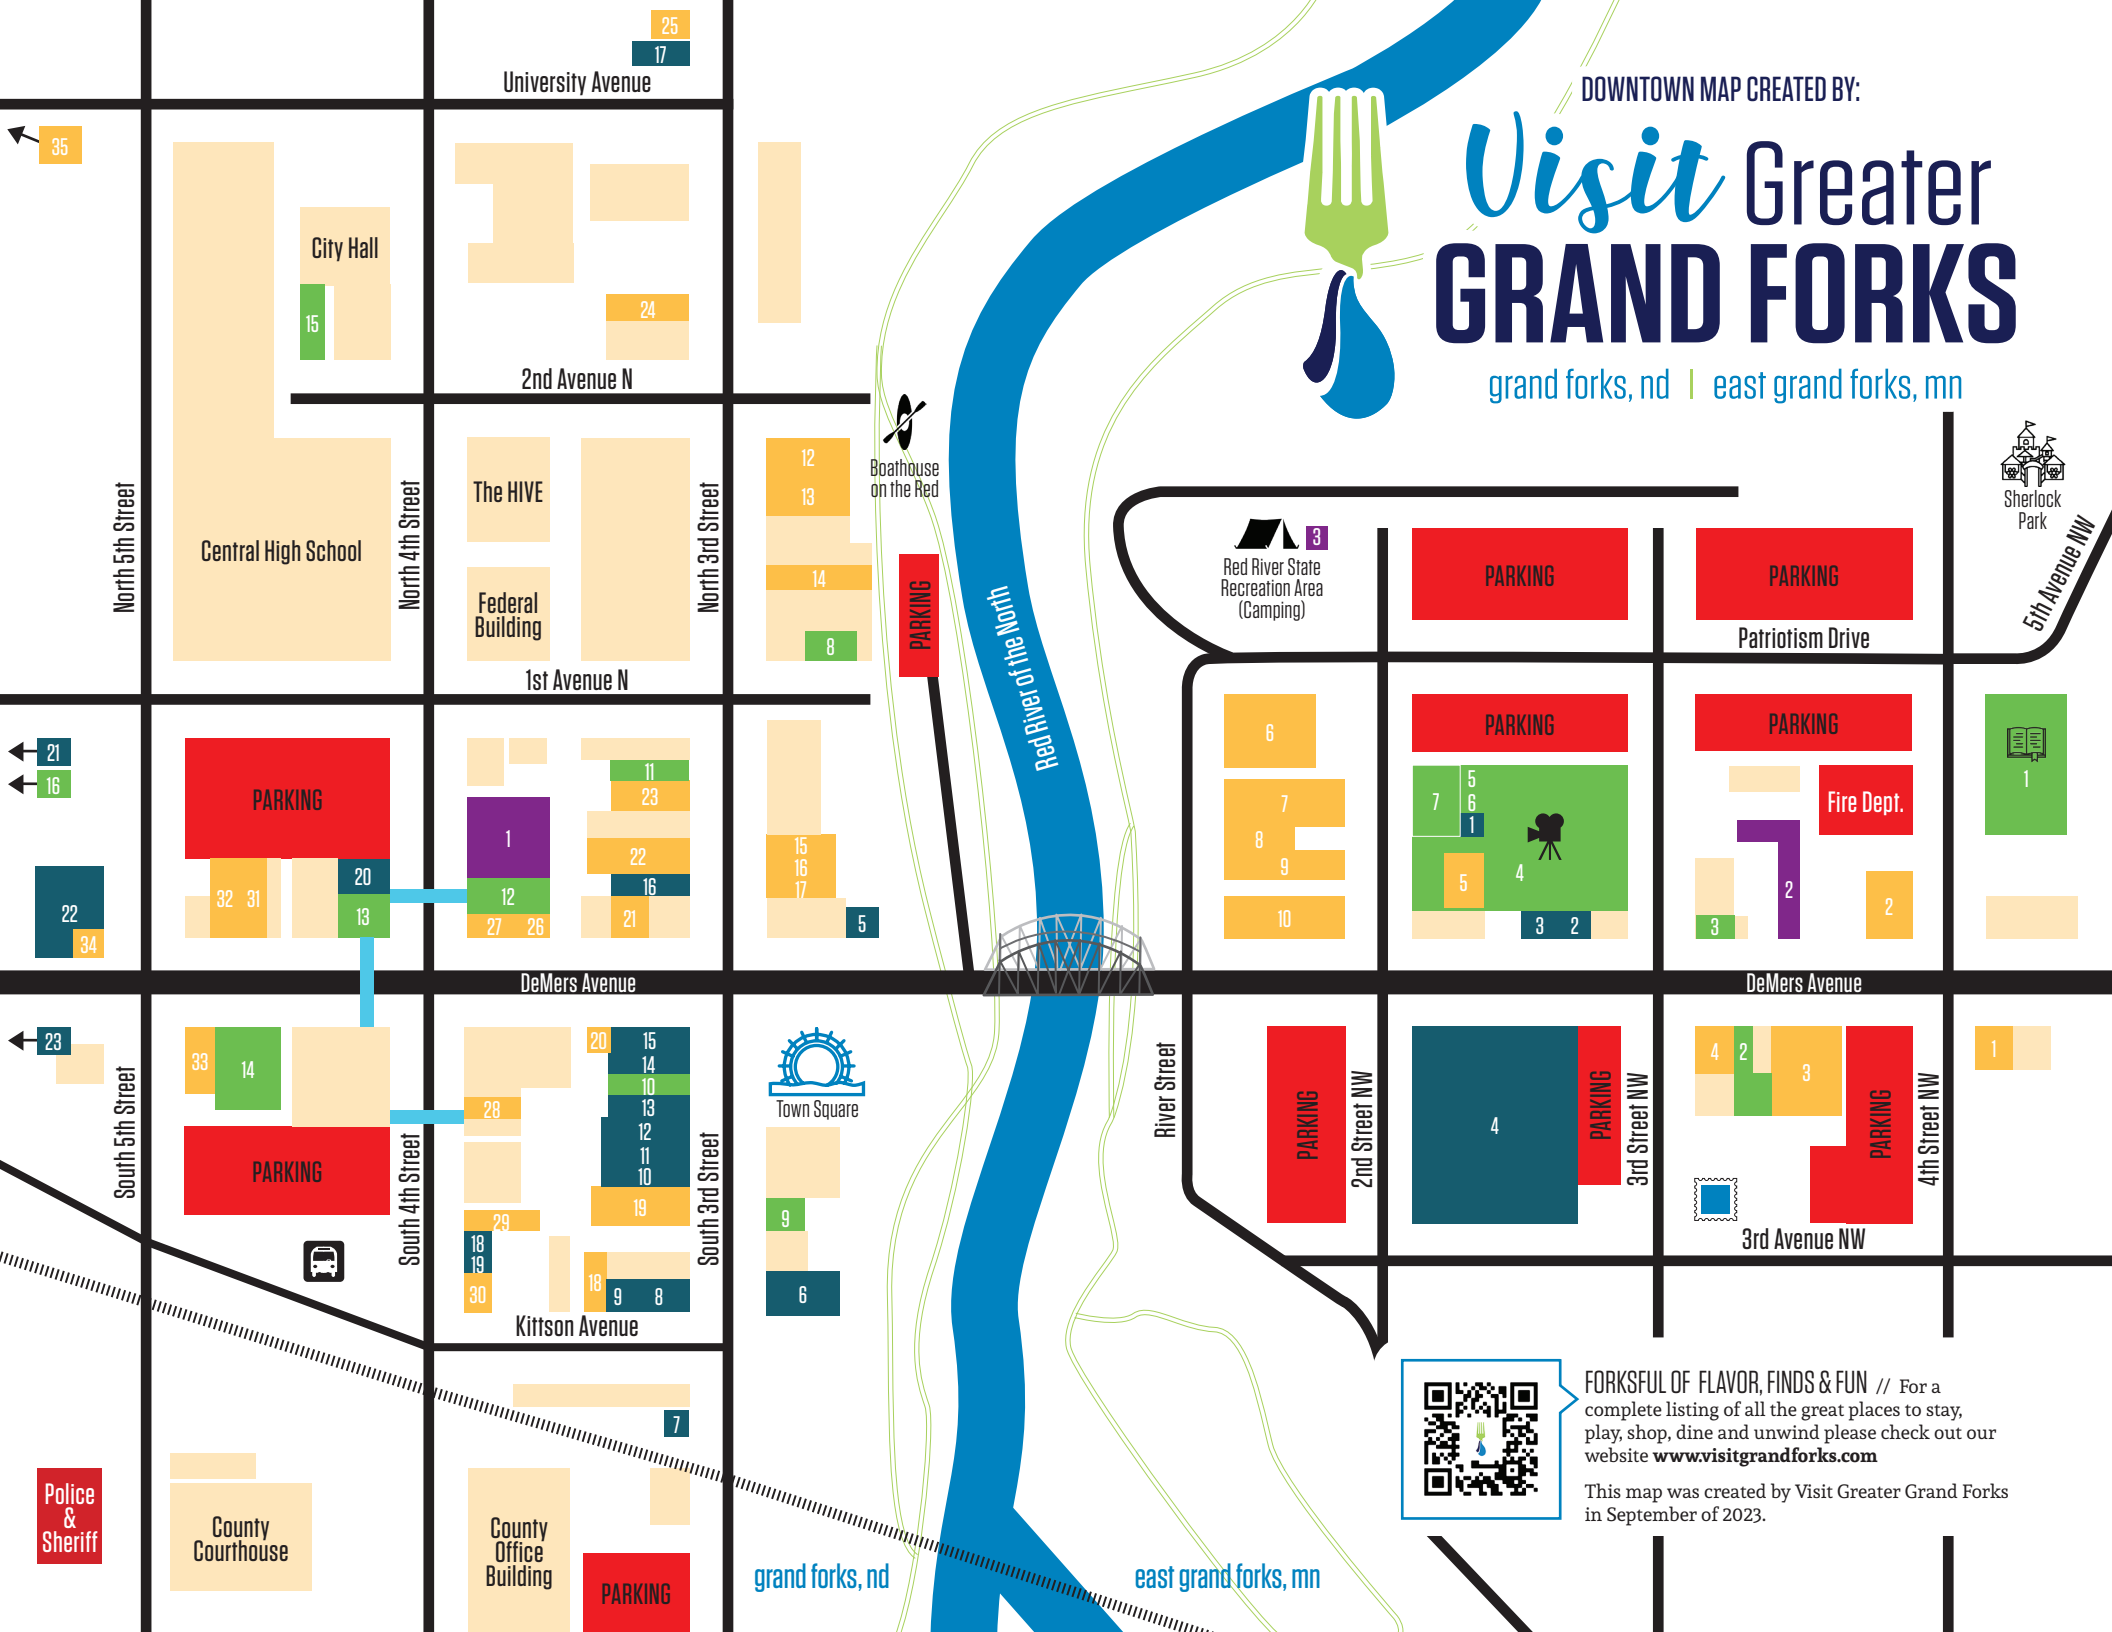 25
17
University Avenue
DOWNTOWN MAP CREATED BY:
Visit Greater
GRAND FORKS
grand forks, nd | east grand forks, mn
35
City Hall
15
24
2nd Avenue N
North 5th Street
Central High School
North 4th Street
The HIVE
Federal
Building
North 3rd Street
12
13
14
8
Boathouse
on the Red
PARKING
1st Avenue N
Red River of the North
3
Red River State
Recreation Area
(Camping)
PARKING
PARKING
Sherlock
Park
5th Avenue NW
Patriotism Drive
21
16
PARKING
1
11
23
22
16
21
12
27
26
20
13
32
31
22
34
15
16
17
5
6
7
8
9
10
PARKING
PARKING
7
5
6
1
5
4
3
2
Fire Dept.
2
3
2
1
DeMers Avenue
DeMers Avenue
23
33
14
PARKING
South 5th Street
South 4th Street
28
29
18
19
30
20
15
14
10
13
12
11
10
19
18
9
8
South 3rd Street
Kittson Avenue
Town Square
9
6
River Street
PARKING
2nd Street NW
4
PARKING
3rd Street NW
4
2
3
PARKING
4th Street NW
1
3rd Avenue NW
7
Police
&
Sheriff
County
Courthouse
County
Office
Building
PARKING
grand forks, nd
east grand forks, mn
FORKSFUL OF FLAVOR, FINDS & FUN // For a
complete listing of all the great places to stay,
play, shop, dine and unwind please check out our
website www.visitgrandforks.com
This map was created by Visit Greater Grand Forks
in September of 2023.